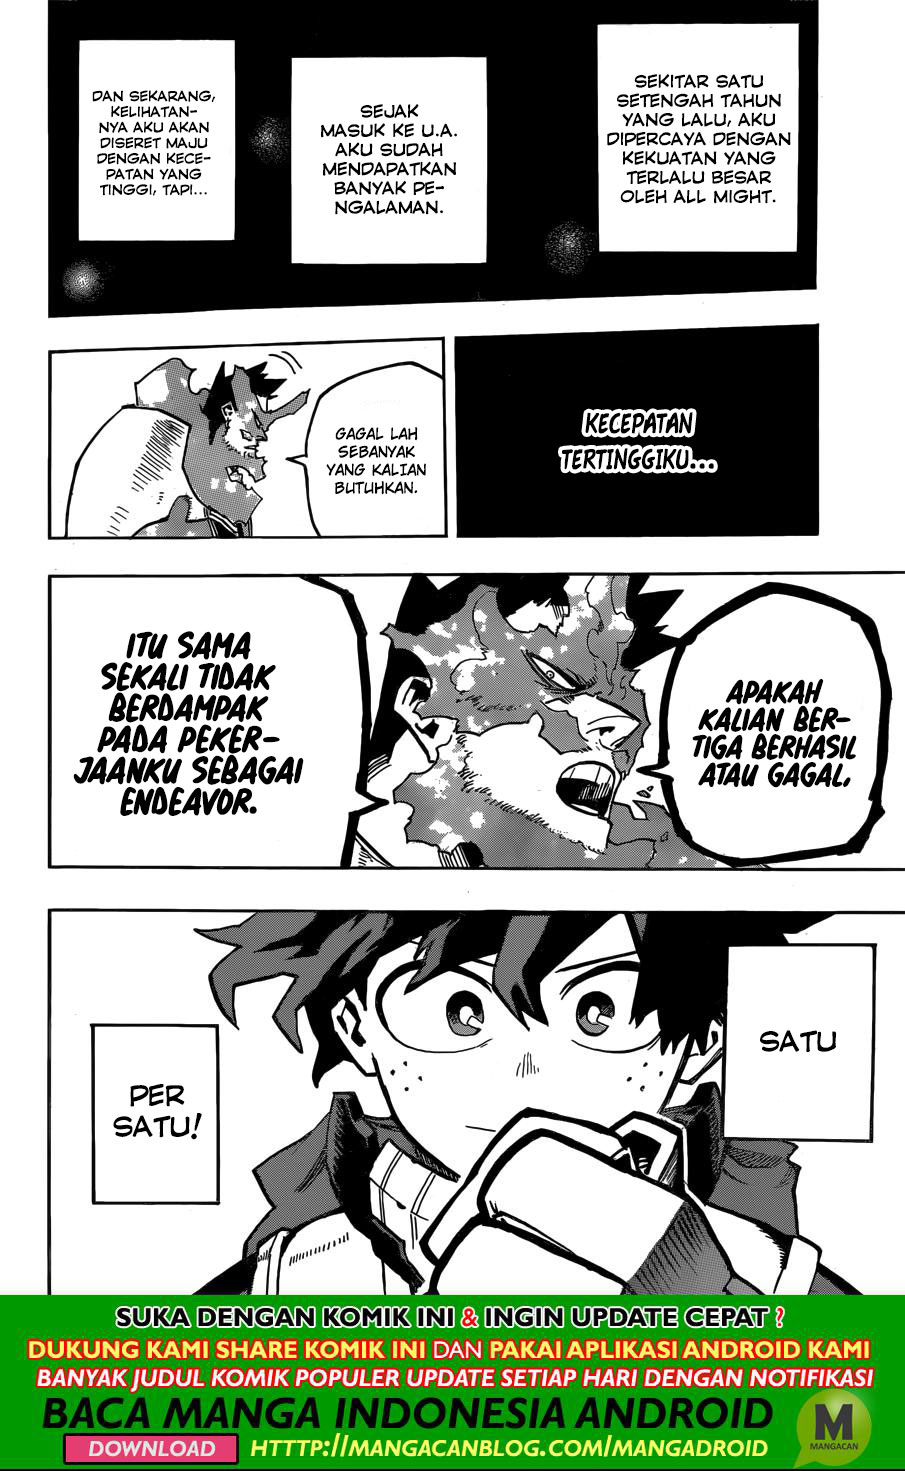 SEKITAR SATU
SETENGAH TAHUN
YANG LALU, AKU
DIPERCAYA DENGAN
KEKUATAN YANG
TERLALU BESAR
OLEH ALL MIGHT.
SEJAK
MASUK KE U.A.
AKU SUDAH
MENDAPATKAN
BANYAK PE-
NGALAMAN.
DAN SEKARANG,
KELIHATAN-
NYA AKU AKAN
DISERET MAJU
DENGAN KECE-
PATAN YANG
TINGGI, TAPI...
KECEPATAN
TERTINGGIKU...
GAGAL LAH
SEBANYAK
YANG KALIAN
BUTUHKAN.
APAKAH
KALIAN BER-
TIGA BERHASIL
ATAU GAGAL,
ITU SAMA
SEKALI TIDAK
BERDAMPAK
PADA PEKER-
JAANKU SEBAGAI
ENDEAVOR.
SATU
PER
SATU!
SUKA DENGAN KOMIK INI & INGIN UPDATE CEPAT ?
DUKUNG KAMI SHARE KOMIK INI DAN PAKAI APLIKASI ANDROID KAMI
BANYAK JUDUL KOMIK POPULER UPDATE SETIAP HARI DENGAN NOTIFIKASI
BACA MANGA INDONESIA ANDROID
DOWNLOAD HTTTP://MANGACANBLOG.COM/MANGADROID
M
MANGACAN